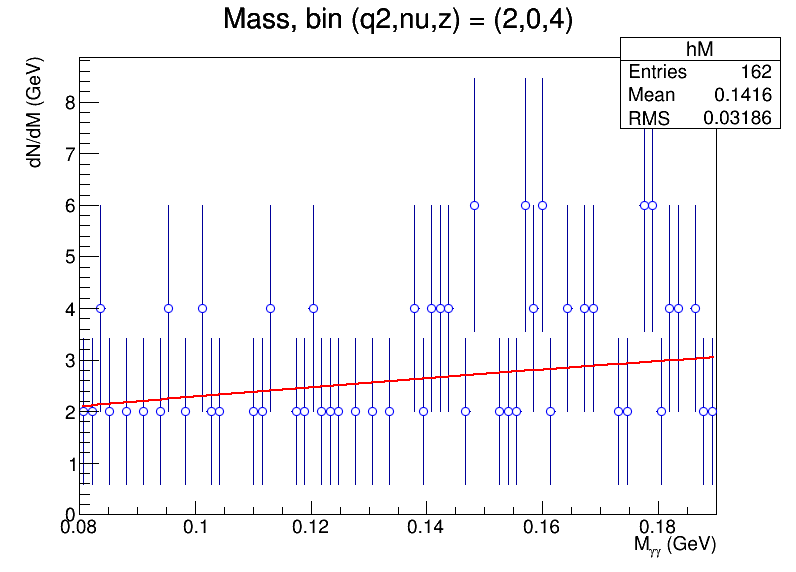 Mass, bin (q2,nu,z) = (2,0,4)
hM
Entries 162
Mean 0.1416
RMS 0.03186
dN/dM (GeV)
8
7
6
5
4
3
2
1
0
0.08 0.1 0.12 0.14 0.16 0.18
Mγγ (GeV)